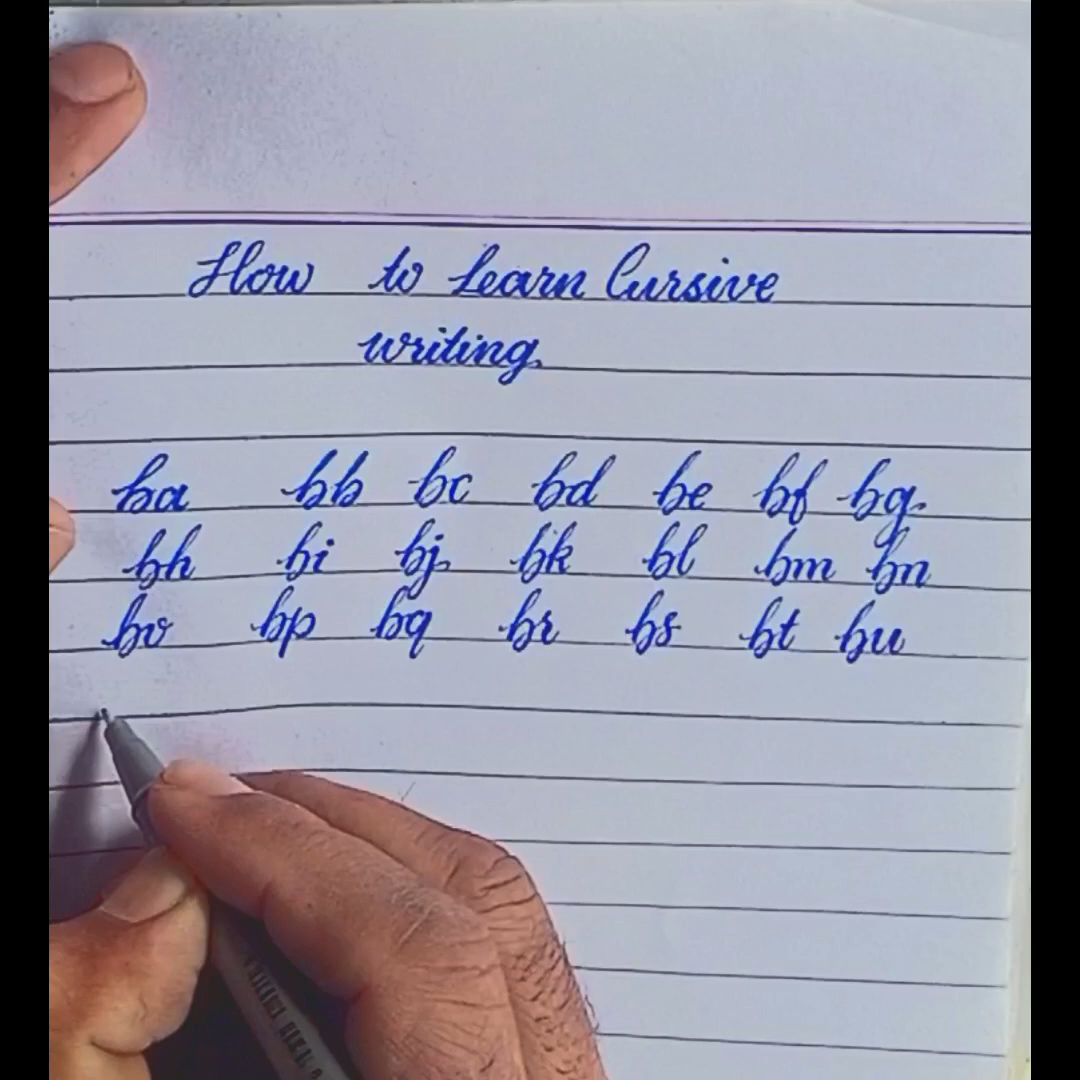 How to Learn Cursive
writing.
ba bb bc bd be bf bg
bh bi bj bk bl bm bn
bo bp bq br bs bt bu